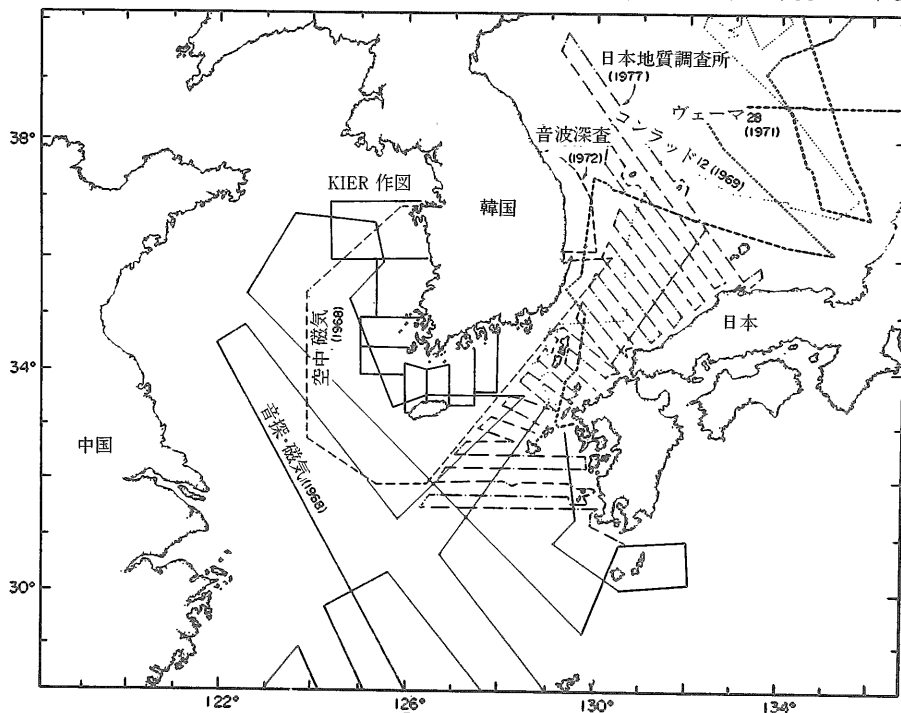 日本地質調査所
(1977)
ヴェーマ 28
(1971)
コンラッド12 (1969)
音波深査
(1972)
38°
KIER 作図
韓国
空中磁気
(1968)
日本
34°
音探・磁気 (1968)
中国
30°
122°
126°
130°
134°